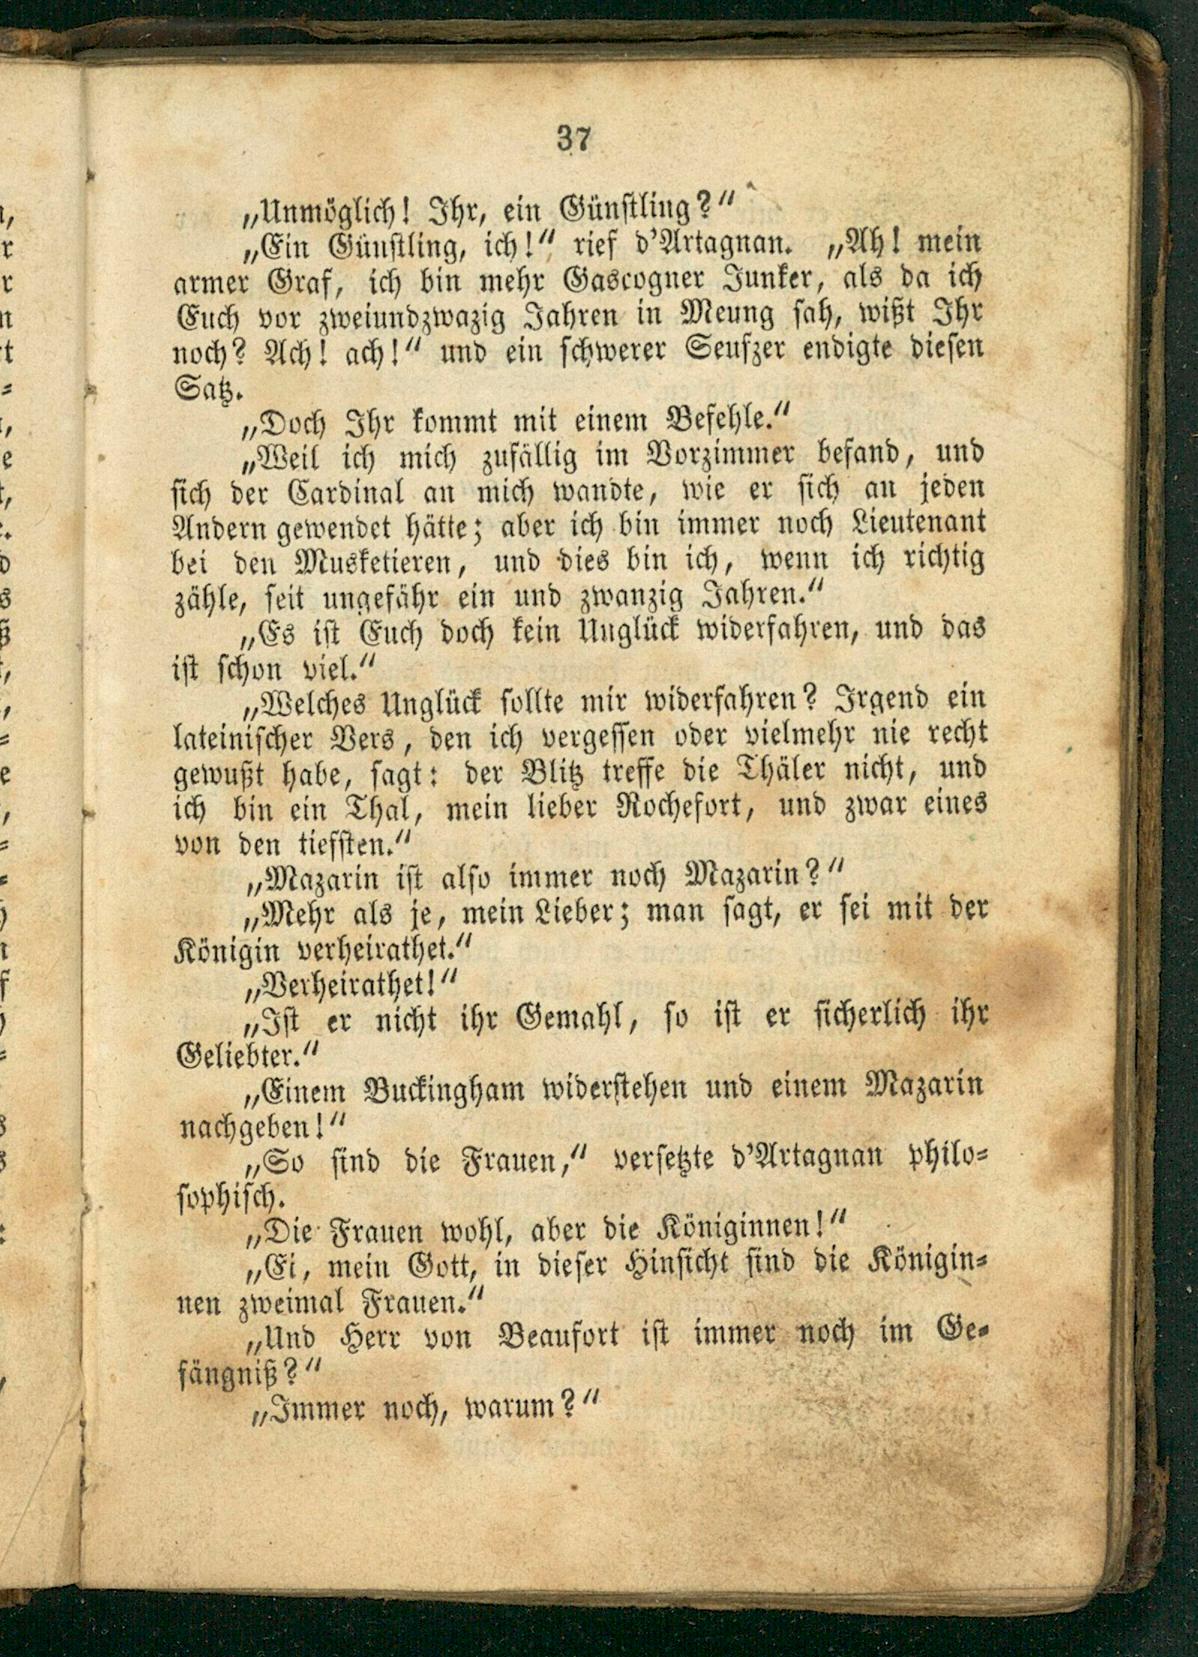 37
„Unmöglich! Ihr, ein Günstling?“
„Ein Günstling, ich!“ rief d'Artagnan. „Ah! mein
armer Graf, ich bin mehr Gascogner Junker, als da ich
Euch vor zweiundzwazig Jahren in Meung sah, wißt Ihr
noch? Ach! ach!“ und ein schwerer Seufzer endigte diesen
Satz.
„Doch Ihr kommt mit einem Befehle.“
„Weil ich mich zufällig im Vorzimmer befand, und
sich der Cardinal an mich wandte, wie er sich an jeden
Andern gewendet hätte; aber ich bin immer noch Lieutenant
bei den Musketieren, und dies bin ich, wenn ich richtig
zähle, seit ungefähr ein und zwanzig Jahren.“
„Es ist Euch doch kein Unglück widerfahren, und das
ist schon viel.“
„Welches Unglück sollte mir widerfahren? Irgend ein
lateinischer Vers, den ich vergessen oder vielmehr nie recht
gewußt habe, sagt: der Blitz treffe die Thäler nicht, und
ich bin ein Thal, mein lieber Rochefort, und zwar eines
von den tiefsten.“
„Mazarin ist also immer noch Mazarin?“
„Mehr als je, mein Lieber; man sagt, er sei mit der
Königin verheirathet.“
„Verheirathet!“
„Ist er nicht ihr Gemahl, so ist er sicherlich ihr
Geliebter.“
„Einem Buckingham widerstehen und einem Mazarin
nachgeben!“
„So sind die Frauen,“ versetzte d'Artagnan philo-
sophisch.
„Die Frauen wohl, aber die Königinnen!“
„Ei, mein Gott, in dieser Hinsicht sind die Königin-
nen zweimal Frauen.“
„Und Herr von Beaufort ist immer noch im Ge-
fängniß?“
„Immer noch, warum?“